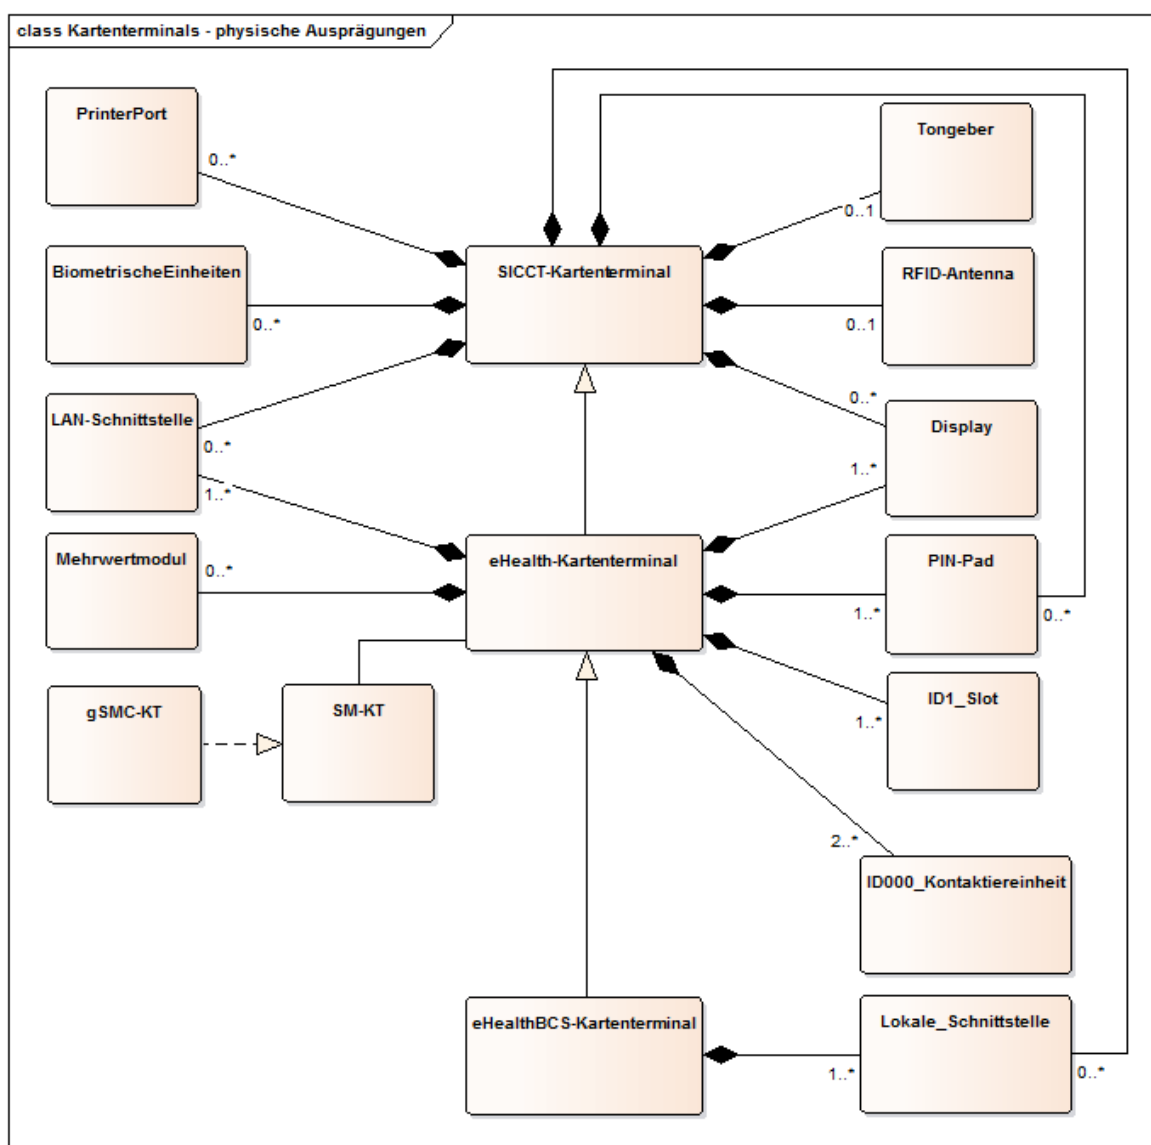 class Kartenterminals - physische Ausprägungen
PrinterPort
0..*
Tongeber
0..1
BiometrischeEinheiten
0..*
SICCT-Kartenterminal
RFID-Antenna
0..1
LAN-Schnittstelle
0..*
1..*
0..*
Display
1..*
Mehrwertmodul
0..*
eHealth-Kartenterminal
PIN-Pad
1..*
0..*
gSMC-KT
SM-KT
ID1_Slot
1..*
2..*
ID000_Kontaktiereinheit
eHealthBCS-Kartenterminal
Lokale_Schnittstelle
1..*
0..*